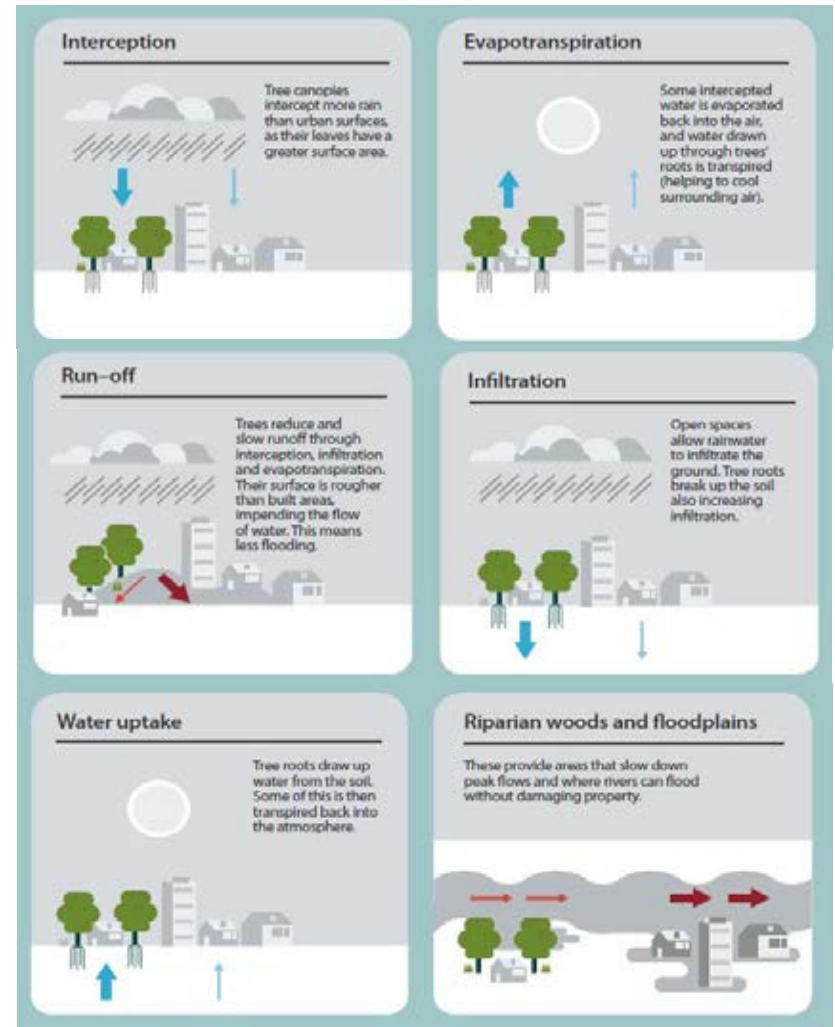 Interception
Tree canopies
intercept more rain
than urban surfaces,
as their leaves have a
greater surface area.
Evapotranspiration
Some intercepted
water is evaporated
back into the air,
and water drawn
up through trees'
roots is transpired
(helping to cool
surrounding air).
Run–off
Trees reduce and
slow runoff through
interception, infiltration
and evapotranspiration.
Their surface is rougher
than built areas,
impending the flow
of water. This means
less flooding.
Infiltration
Open spaces
allow rainwater
to infiltrate the
ground. Tree roots
break up the soil
also increasing
infiltration.
Water uptake
Tree roots draw up
water from the soil.
Some of this is then
transpired back into
the atmosphere.
Riparian woods and floodplains
These provide areas that slow down
peak flows and where rivers can flood
without damaging property.